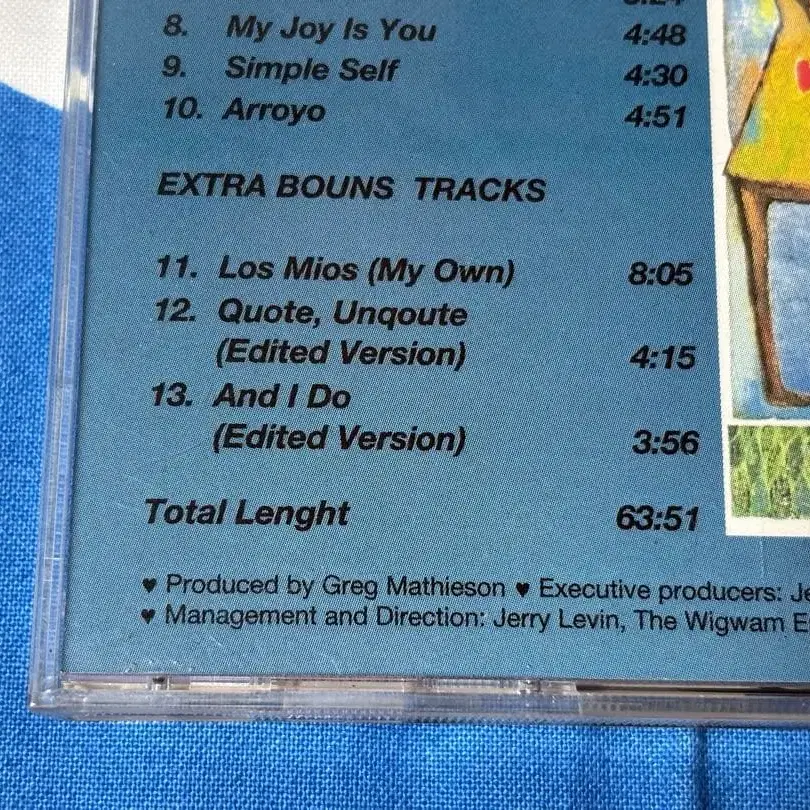 8. My Joy Is You 4:48
9. Simple Self 4:30
10. Arroyo 4:51
EXTRA BOUNS TRACKS
11. Los Mios (My Own) 8:05
12. Quote, Unqoute
(Edited Version) 4:15
13. And I Do
(Edited Version) 3:56
Total Lenght 63:51
♥ Produced by Greg Mathieson ♥ Executive producers:
♥ Management and Direction: Jerry Levin, The Wigwam